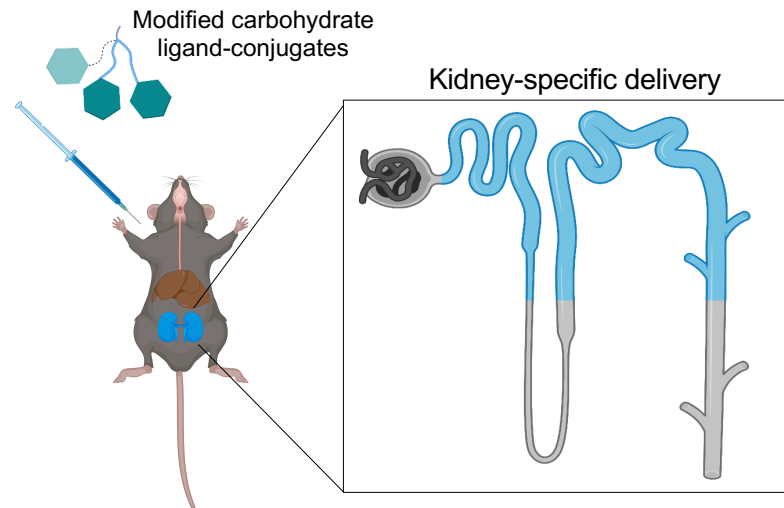 Modified carbohydrate
ligand-conjugates
Kidney-specific delivery